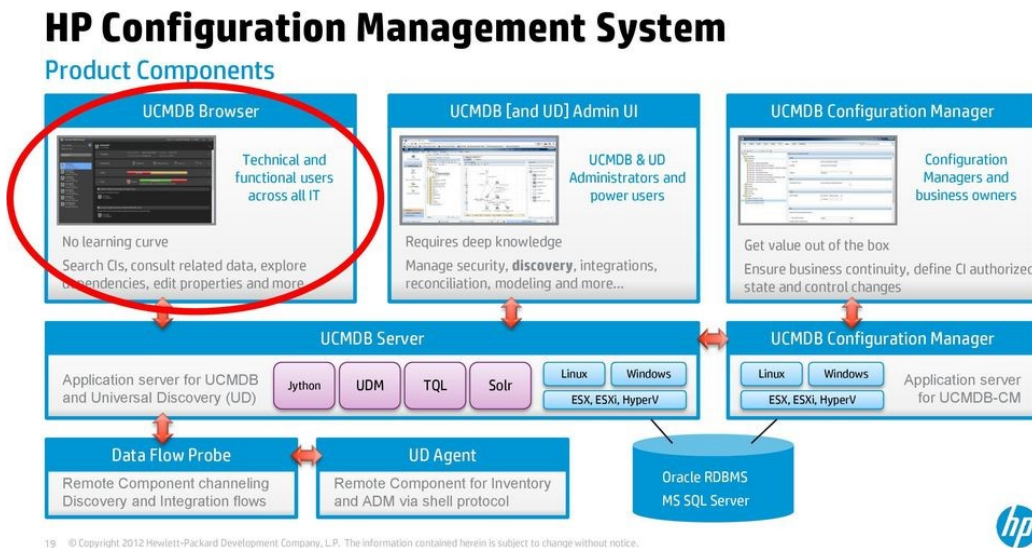 HP Configuration Management System
Product Components
UCMDB Browser
Technical and
functional users
across all IT
No learning curve
Search CIs, consult related data, explore
dependencies, edit properties and more
UCMDB [and UD] Admin UI
UCMDB & UD
Administrators and
power users
Requires deep knowledge
Manage security, discovery, integrations,
reconciliation, modeling and more...
UCMDB Configuration Manager
Configuration
Managers and
business owners
Get value out of the box
Ensure business continuity, define CI authorized
state and control changes
UCMDB Server
Application server for UCMDB
and Universal Discovery (UD)
Jython
UDM
TQL
Solr
Linux
Windows
ESX, ESXi, HyperV
UCMDB Configuration Manager
Linux
Windows
ESX, ESXi, HyperV
Application server
for UCMDB-CM
Data Flow Probe
Remote Component channeling
Discovery and Integration flows
UD Agent
Remote Component for Inventory
and ADM via shell protocol
Oracle RDBMS
MS SQL Server
hp
19 © Copyright 2012 Hewlett-Packard Development Company, L.P. The information contained herein is subject to change without notice.